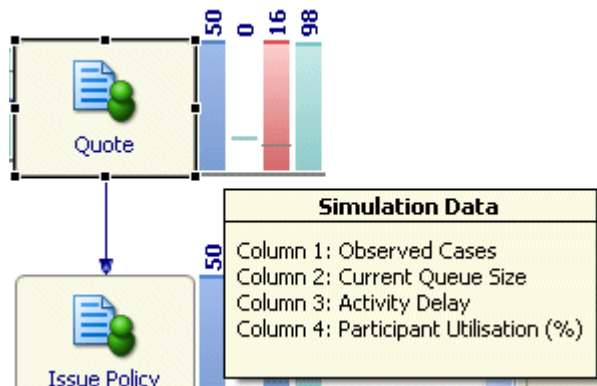 50 0 16 98
Quote
Simulation Data
50
Column 1: Observed Cases
Column 2: Current Queue Size
Column 3: Activity Delay
Column 4: Participant Utilisation (%)
Issue Policy